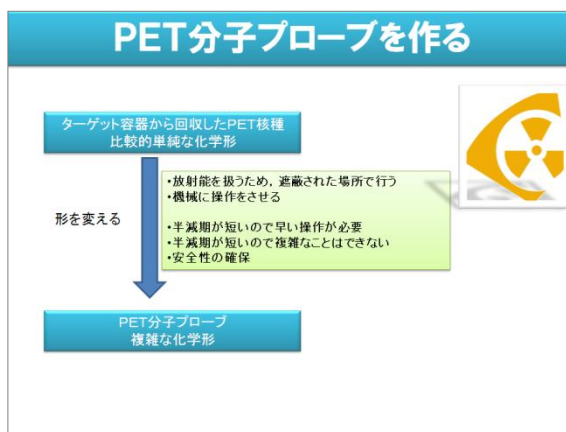 PET分子プローブを作る
ターゲット容器から回収したPET核種
比較的単純な化学形
・放射能を扱うため，遮蔽された場所で行う
・機械に操作をさせる
形を変える
・半減期が短いので早い操作が必要
・半減期が短いので複雑なことはできない
・安全性の確保
PET分子プローブ
複雑な化学形